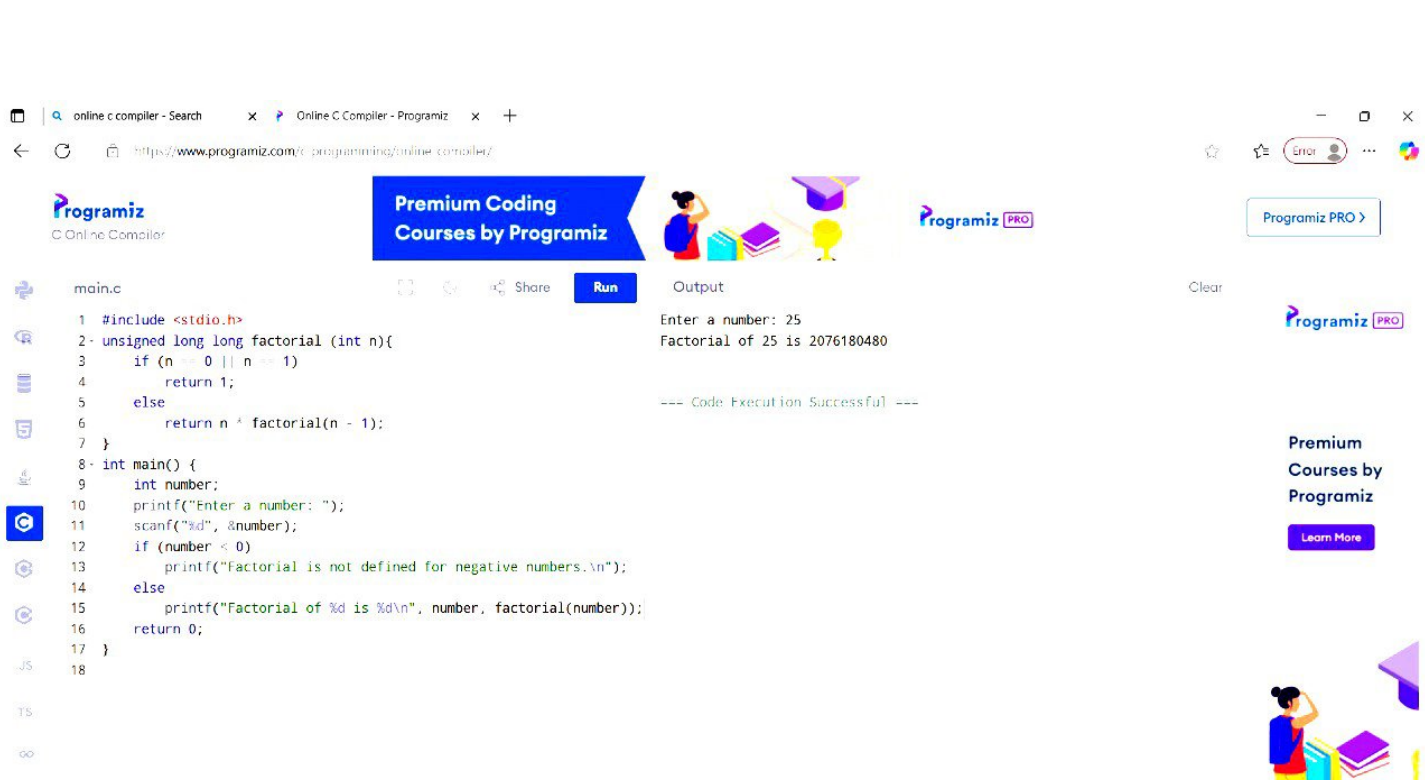 online c compiler - Search
Online C Compiler - Programiz
https://www.programiz.com/c-programming/online-compiler/
Error
Programiz
C Online Compiler
Premium Coding
Courses by Programiz
Programiz PRO
Programiz PRO >
main.c
Share
Run
Output
Clear
1 #include <stdio.h>
2 unsigned long long factorial (int n){
3 if (n == 0 || n == 1)
4 return 1;
5 else
6 return n * factorial(n - 1);
7 }
8 int main() {
9 int number;
10 printf("Enter a number: ");
11 scanf("%d", &number);
12 if (number < 0)
13 printf("Factorial is not defined for negative numbers.\n");
14 else
15 printf("Factorial of %d is %d\n", number, factorial(number));
16 return 0;
17 }
18
Enter a number: 25
Factorial of 25 is 2076180480
=== Code Execution Successful ===
Programiz PRO
Premium
Courses by
Programiz
Learn More
JS
TS
GO